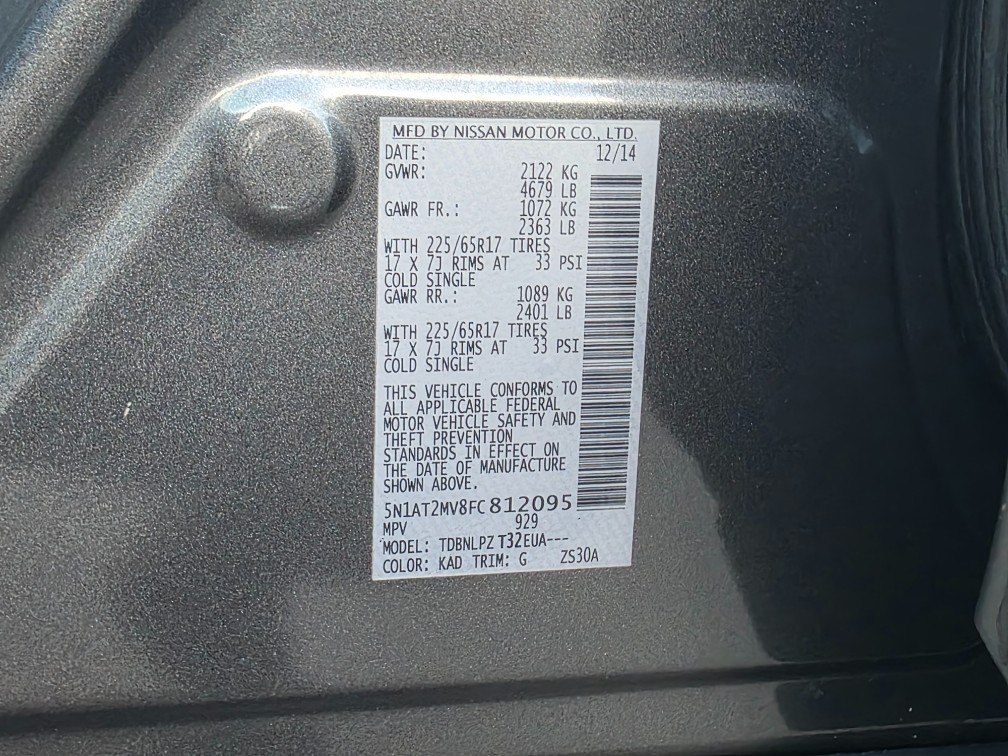 MFD BY NISSAN MOTOR CO., LTD.
DATE: 12/14
GVWR: 2122 KG
4679 LB
GAWR FR.: 1072 KG
2363 LB
WITH 225/65R17 TIRES
17 X 7J RIMS AT 33 PSI
COLD SINGLE
GAWR RR.: 1089 KG
2401 LB
WITH 225/65R17 TIRES
17 X 7J RIMS AT 33 PSI
COLD SINGLE
THIS VEHICLE CONFORMS TO
ALL APPLICABLE FEDERAL
MOTOR VEHICLE SAFETY AND
THEFT PREVENTION
STANDARDS IN EFFECT ON
THE DATE OF MANUFACTURE
SHOWN ABOVE.
5N1AT2MV8FC812095
MPV 929
MODEL: TDBNLPZ T32EUA---
COLOR: KAD TRIM: G ZS30A